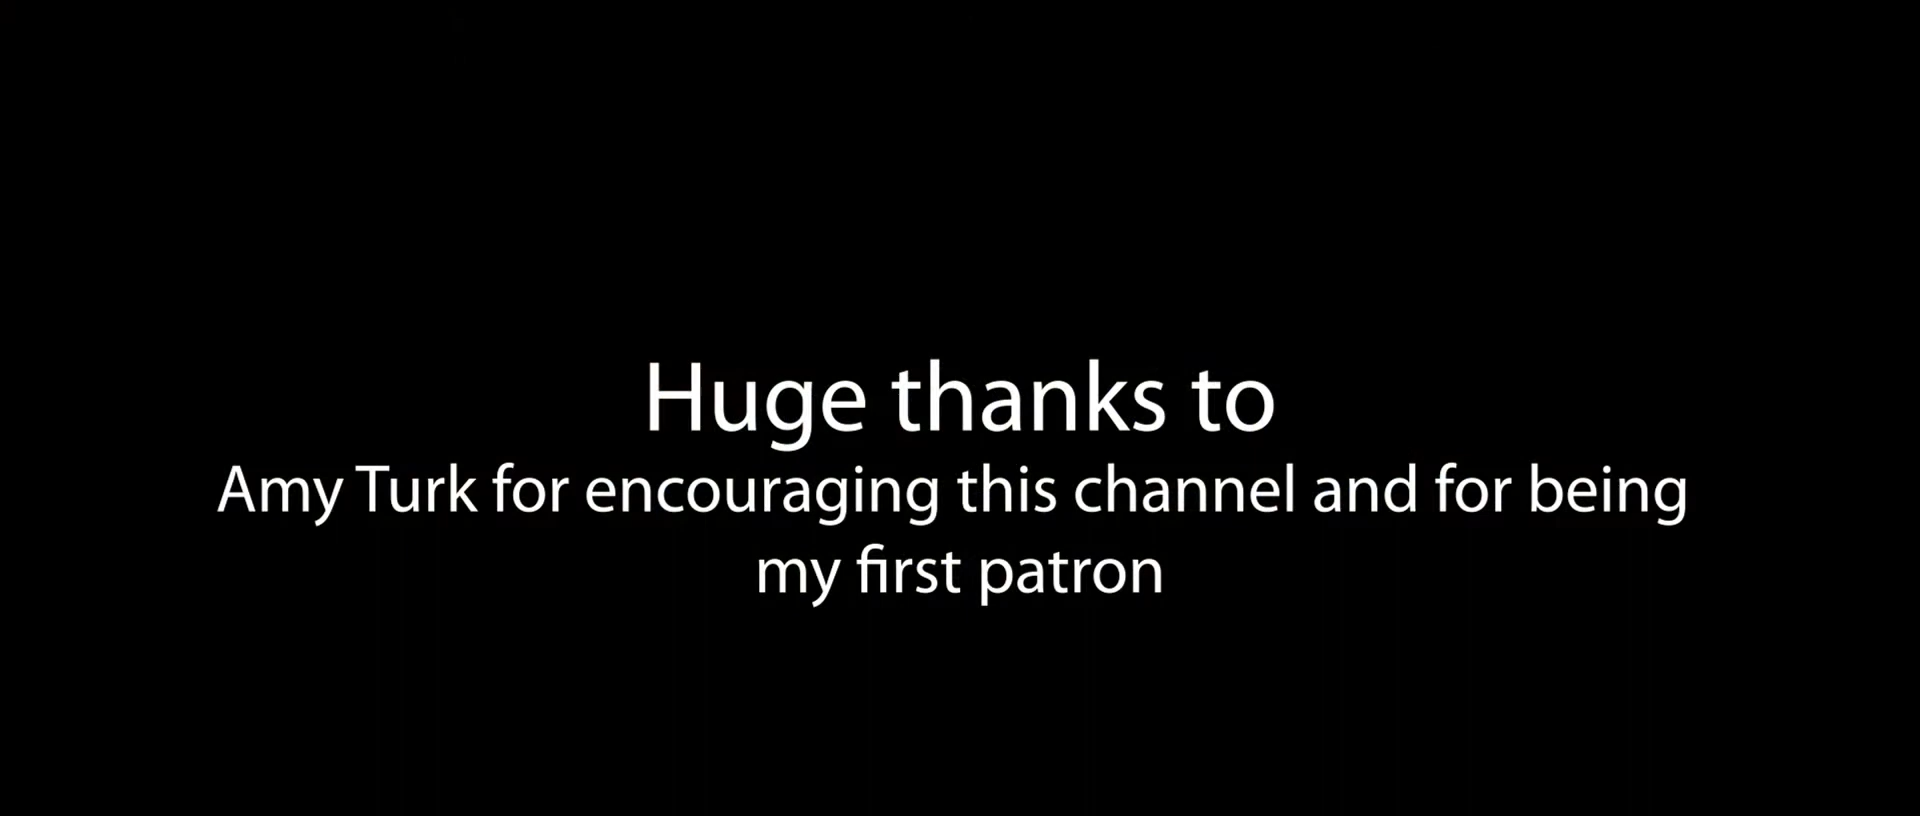 Huge thanks to
Amy Turk for encouraging this channel and for being
my first patron